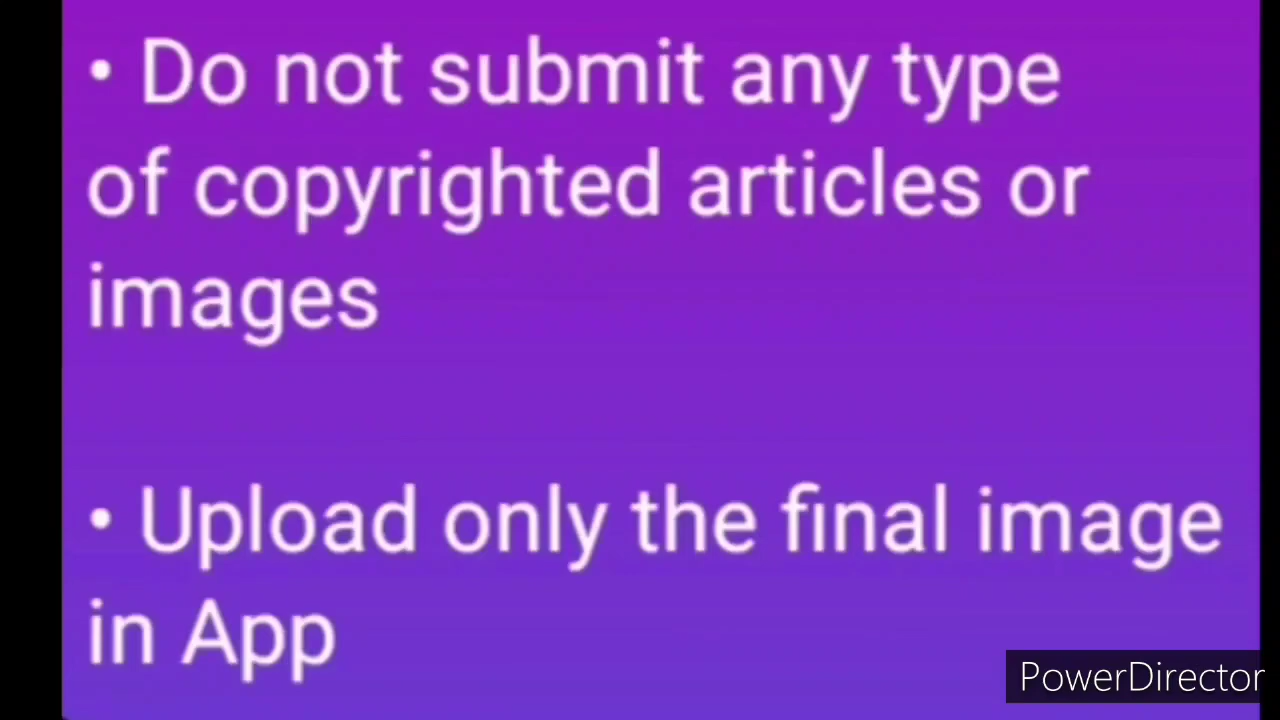 • Do not submit any type
of copyrighted articles or
images
• Upload only the final image
in App
PowerDirector